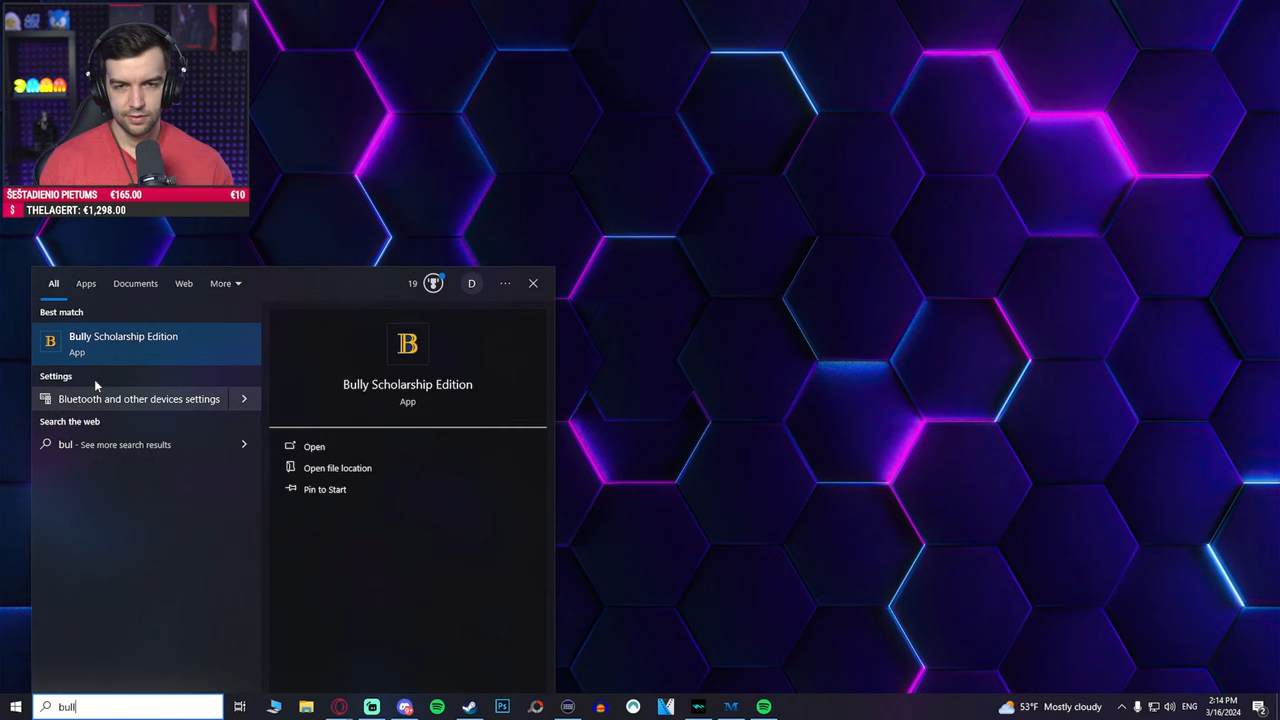 ŠEŠTADIENIO PIETUMS €165.00 €10
$ THELAGERT: €1,298.00
All Apps Documents Web More 19 D
Best match
B Bully Scholarship Edition
App
Settings
Bluetooth and other devices settings
Search the web
bul - See more search results
B
Bully Scholarship Edition
App
Open
Open file location
Pin to Start
bull
Ps
53°F Mostly cloudy
2:14 PM
3/16/2024
2